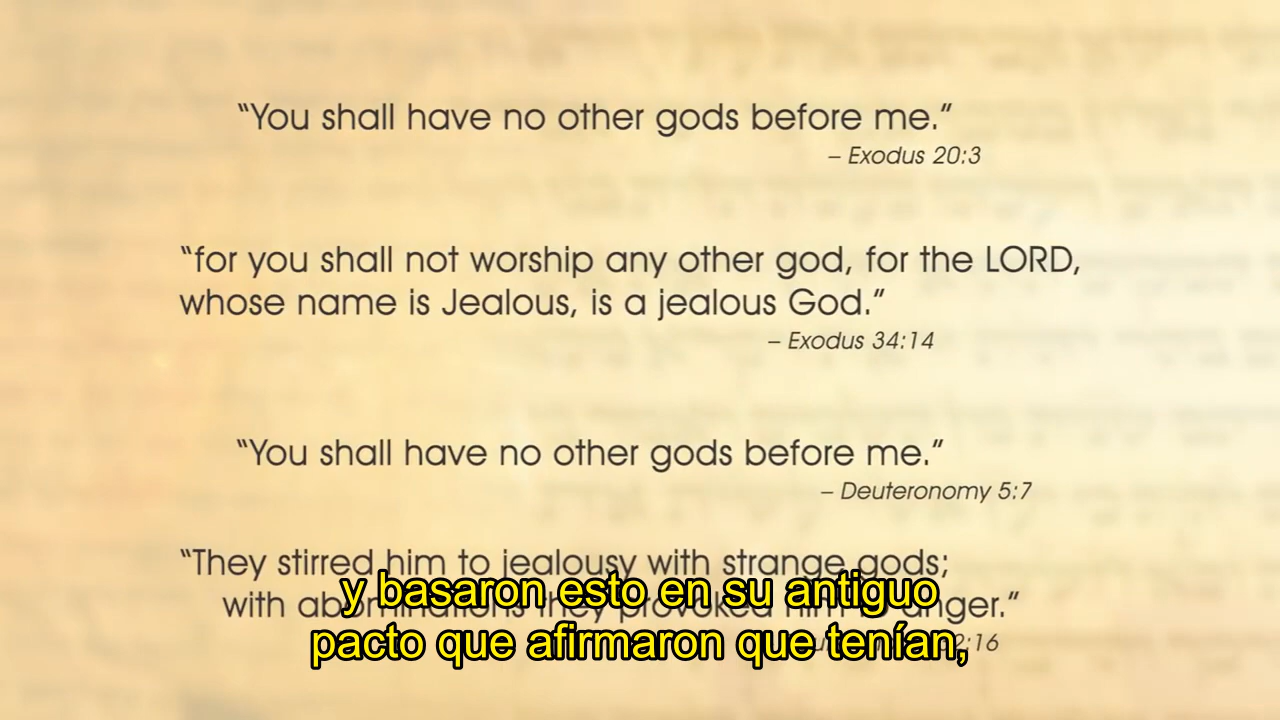 “You shall have no other gods before me.”
– Exodus 20:3
“for you shall not worship any other god, for the LORD,
whose name is Jealous, is a jealous God.”
– Exodus 34:14
“You shall have no other gods before me.”
– Deuteronomy 5:7
“They stirred him to jealousy with strange gods;
with abominations they provoked him to anger.”
y basaron esto en su antiguo
pacto que afirmaron que tenían,